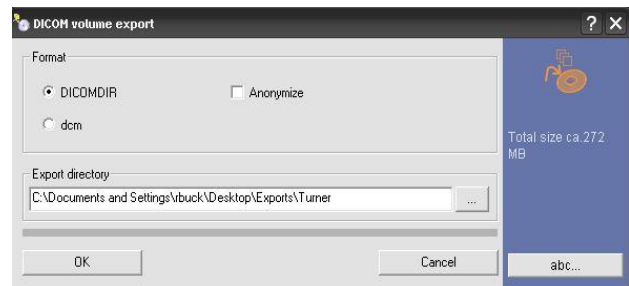 DICOM volume export
? X
Format
DICOMDIR
Anonymize
dcm
Total size ca.272
MB
Export directory
C:\Documents and Settings\rbuck\Desktop\Exports\Turner
...
OK
Cancel
abc...